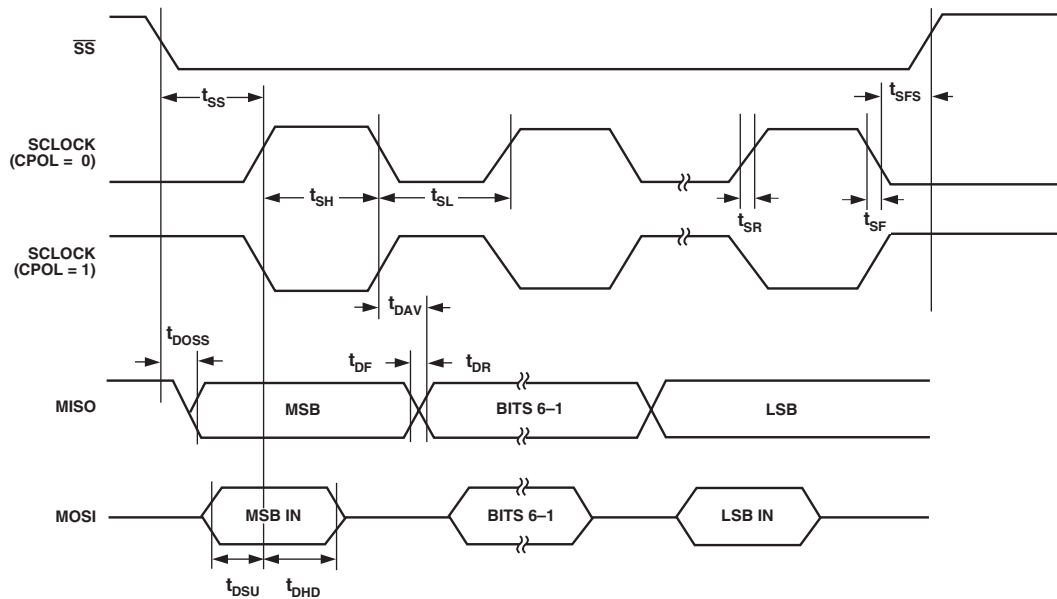 SS
tSS
tSFS
SCLOCK
(CPOL = 0)
tSH
tSL
tSR
tSF
SCLOCK
(CPOL = 1)
tDAV
tDOSS
tDF
tDR
MISO
MSB
BITS 6–1
LSB
MOSI
MSB IN
BITS 6–1
LSB IN
tDSU
tDHD